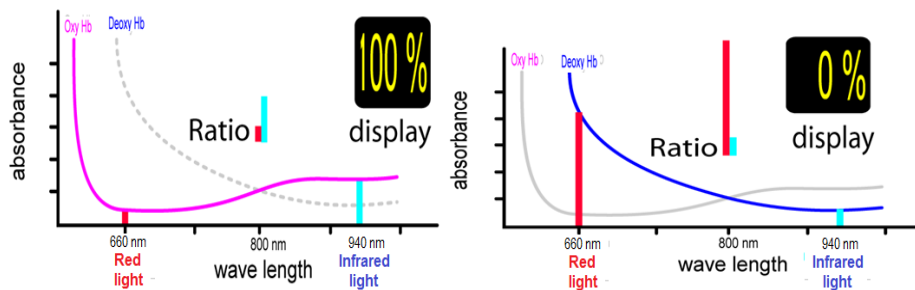 Oxy Hb
Deoxy Hb
100 %
Ratio
display
absorbance
660 nm
800 nm
940 nm
Red
light
wave length
Infrared
light
Oxy Hb
Deoxy Hb
0 %
Ratio
display
absorbance
660 nm
800 nm
940 nm
Red
light
wave length
Infrared
light